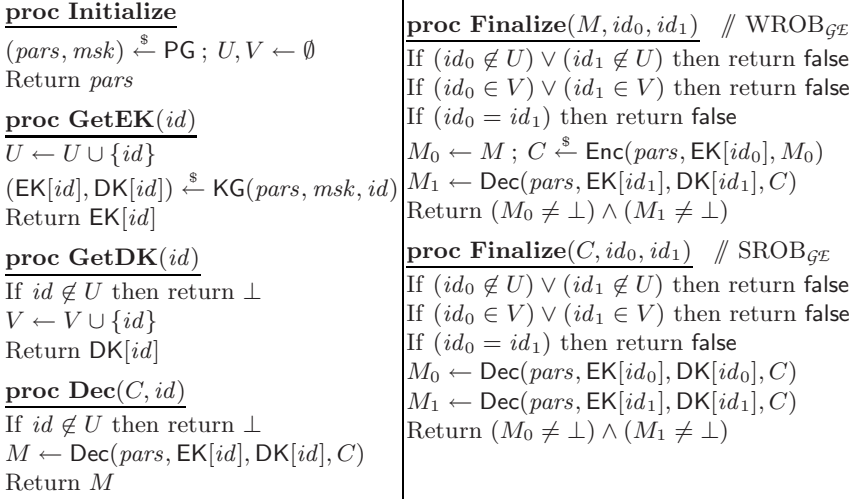 proc Initialize
(pars, msk) ←$ PG ; U, V ← ∅
Return pars
proc GetEK(id)
U ← U ∪ {id}
(EK[id], DK[id]) ←$ KG(pars, msk, id)
Return EK[id]
proc GetDK(id)
If id ∉ U then return ⊥
V ← V ∪ {id}
Return DK[id]
proc Dec(C, id)
If id ∉ U then return ⊥
M ← Dec(pars, EK[id], DK[id], C)
Return M
proc Finalize(M, id₀, id₁) // WROB_𝒢ℰ
If (id₀ ∉ U) ∨ (id₁ ∉ U) then return false
If (id₀ ∈ V) ∨ (id₁ ∈ V) then return false
If (id₀ = id₁) then return false
M₀ ← M ; C ←$ Enc(pars, EK[id₀], M₀)
M₁ ← Dec(pars, EK[id₁], DK[id₁], C)
Return (M₀ ≠ ⊥) ∧ (M₁ ≠ ⊥)
proc Finalize(C, id₀, id₁) // SROB_𝒢ℰ
If (id₀ ∉ U) ∨ (id₁ ∉ U) then return false
If (id₀ ∈ V) ∨ (id₁ ∈ V) then return false
If (id₀ = id₁) then return false
M₀ ← Dec(pars, EK[id₀], DK[id₀], C)
M₁ ← Dec(pars, EK[id₁], DK[id₁], C)
Return (M₀ ≠ ⊥) ∧ (M₁ ≠ ⊥)